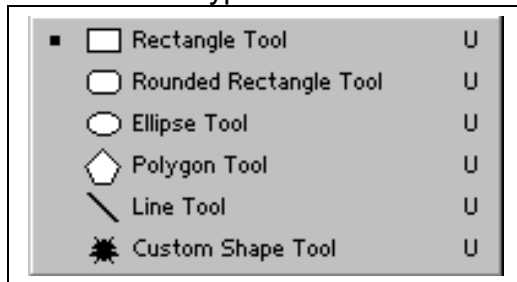 Rectangle Tool U
Rounded Rectangle Tool U
Ellipse Tool U
Polygon Tool U
Line Tool U
Custom Shape Tool U